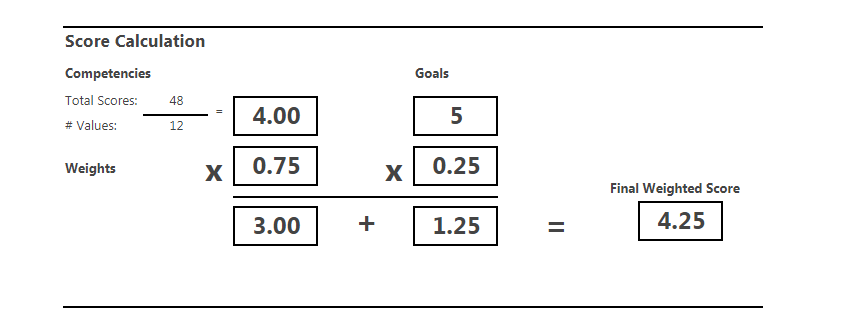 Score Calculation
Competencies Goals
Total Scores: 48
# Values: 12
= 4.00 5
Weights x 0.75 x 0.25
3.00 + 1.25 =
Final Weighted Score
4.25